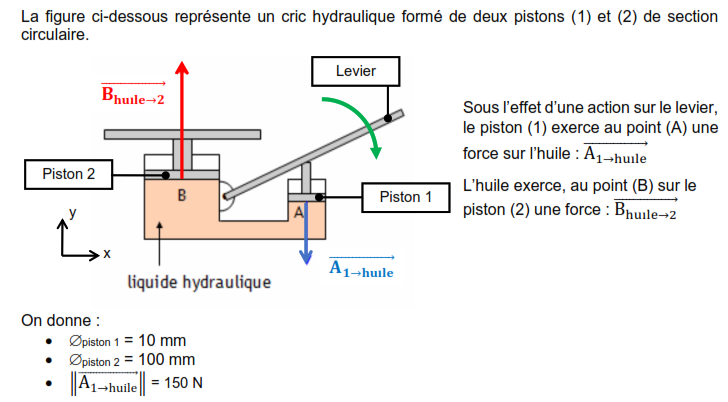 La figure ci-dessous représente un cric hydraulique formé de deux pistons (1) et (2) de section
circulaire.
Levier
B huile→2
Sous l'effet d'une action sur le levier,
le piston (1) exerce au point (A) une
force sur l'huile : A 1→huile
Piston 2
L'huile exerce, au point (B) sur le
piston (2) une force : B huile→2
B
Piston 1
A
y
x
A 1→huile
liquide hydraulique
On donne :
• ∅piston 1 = 10 mm
• ∅piston 2 = 100 mm
• ‖A 1→huile‖ = 150 N